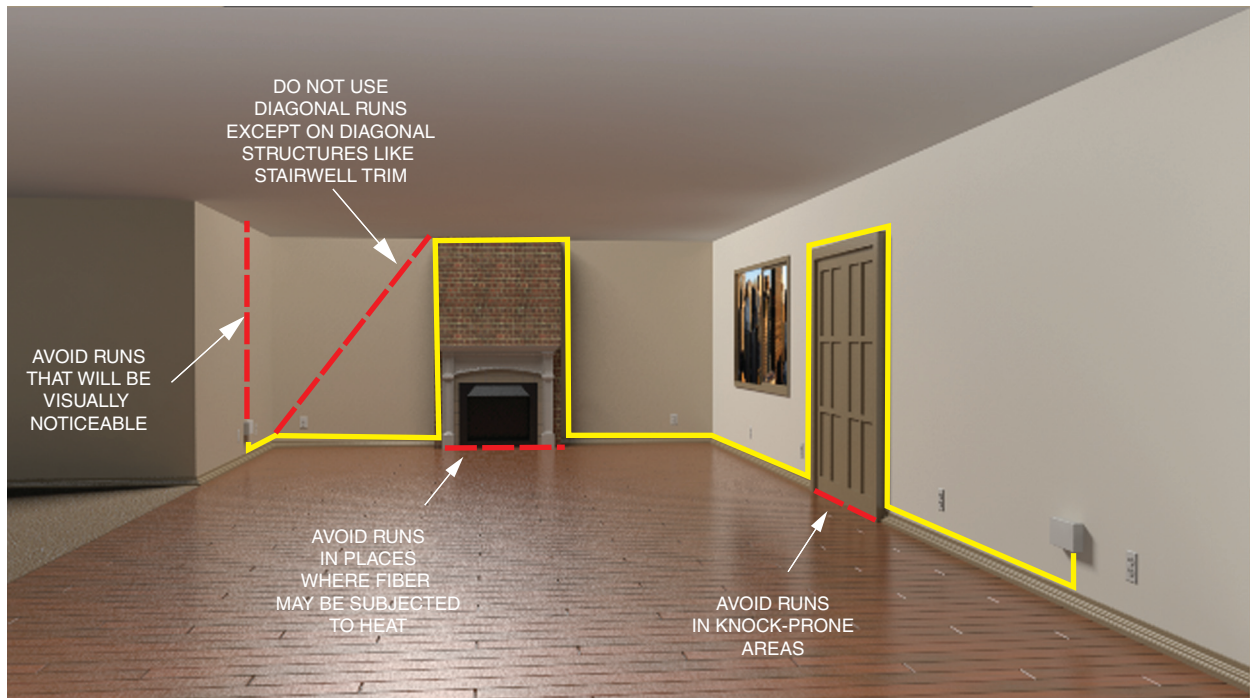 DO NOT USE
DIAGONAL RUNS
EXCEPT ON DIAGONAL
STRUCTURES LIKE
STAIRWELL TRIM
AVOID RUNS
THAT WILL BE
VISUALLY
NOTICEABLE
AVOID RUNS
IN PLACES
WHERE FIBER
MAY BE SUBJECTED
TO HEAT
AVOID RUNS
IN KNOCK-PRONE
AREAS